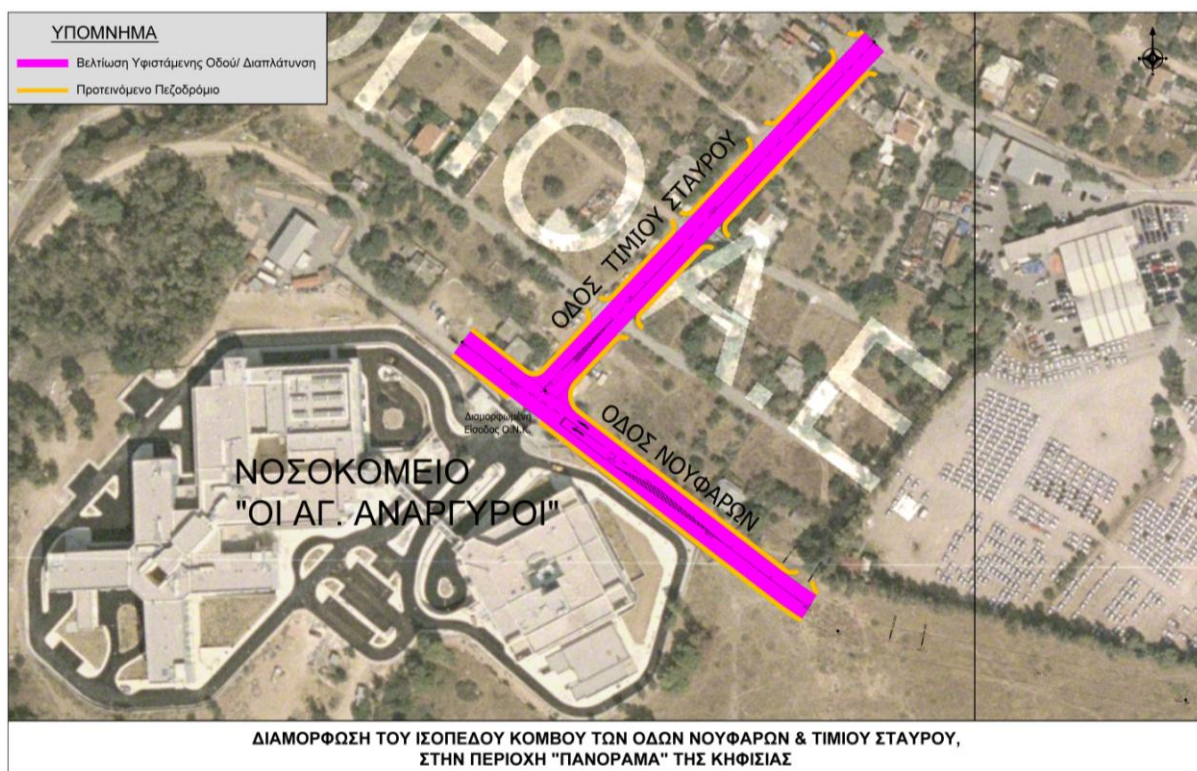 ΥΠΟΜΝΗΜΑ
Βελτίωση Υφιστάμενης Οδού/ Διαπλάτυνση
Προτεινόμενο Πεζοδρόμιο
ΟΔΟΣ ΤΙΜΙΟΥ ΣΤΑΥΡΟΥ
ΟΔΟΣ ΝΟΥΦΑΡΩΝ
Διαμορφωμένη
Είσοδος Ο.Ν.Κ.
ΝΟΣΟΚΟΜΕΙΟ
"ΟΙ ΑΓ. ΑΝΑΡΓΥΡΟΙ"
ΔΙΑΜΟΡΦΩΣΗ ΤΟΥ ΙΣΟΠΕΔΟΥ ΚΟΜΒΟΥ ΤΩΝ ΟΔΩΝ ΝΟΥΦΑΡΩΝ & ΤΙΜΙΟΥ ΣΤΑΥΡΟΥ,
ΣΤΗΝ ΠΕΡΙΟΧΗ "ΠΑΝΟΡΑΜΑ" ΤΗΣ ΚΗΦΙΣΙΑΣ